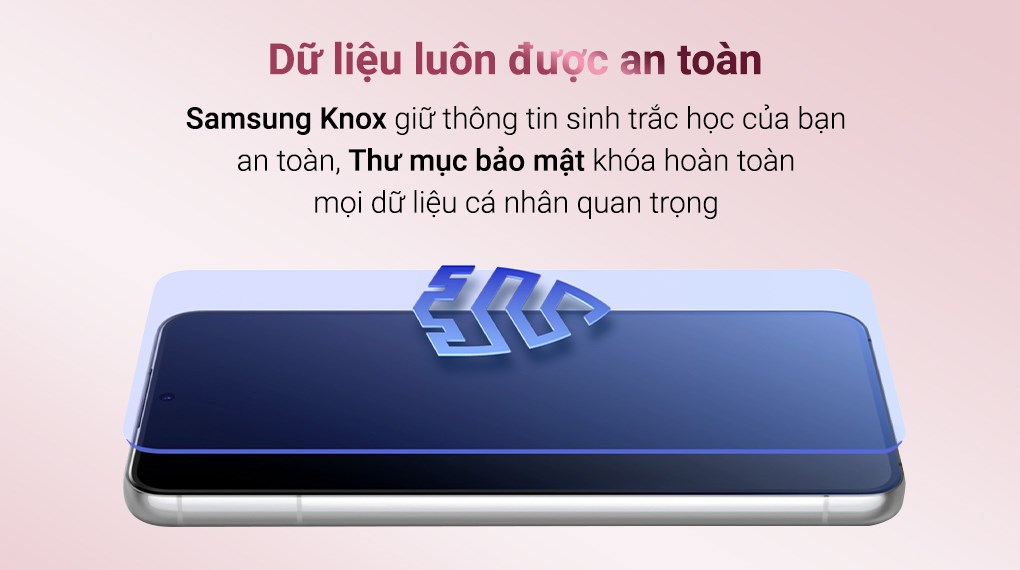 Dữ liệu luôn được an toàn
Samsung Knox giữ thông tin sinh trắc học của bạn
an toàn, Thư mục bảo mật khóa hoàn toàn
mọi dữ liệu cá nhân quan trọng